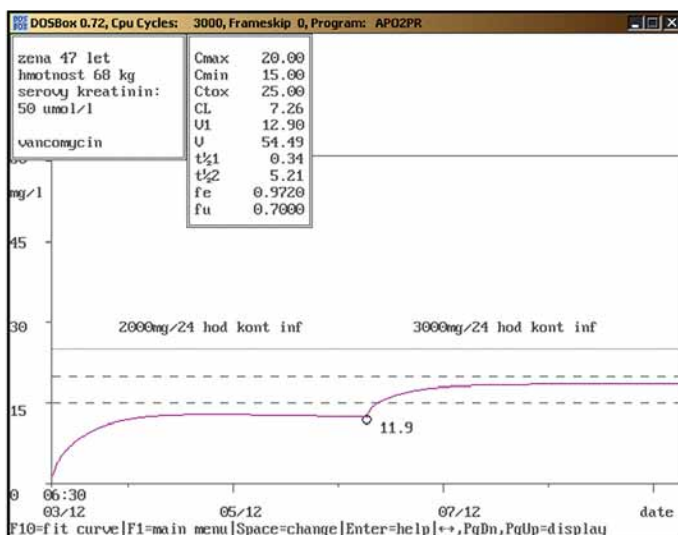 DOSBox 0.72, Cpu Cycles: 3000, Frameskip 0, Program: APO2PR
zena 47 let
hmotnost 68 kg
serovy kreatinin:
50 umol/l
vancomycin
Cmax 20.00
Cmin 15.00
Ctox 25.00
CL 7.26
V1 12.90
V 54.49
t½1 0.34
t½2 5.21
fe 0.9720
fu 0.7000
mg/l
45
30
2000mg/24 hod kont inf 3000mg/24 hod kont inf
15
11.9
0 06:30
03/12 05/12 07/12 date
F10=fit curve|F1=main menu|Space=change|Enter=help|↔,PgDn,PgUp=display